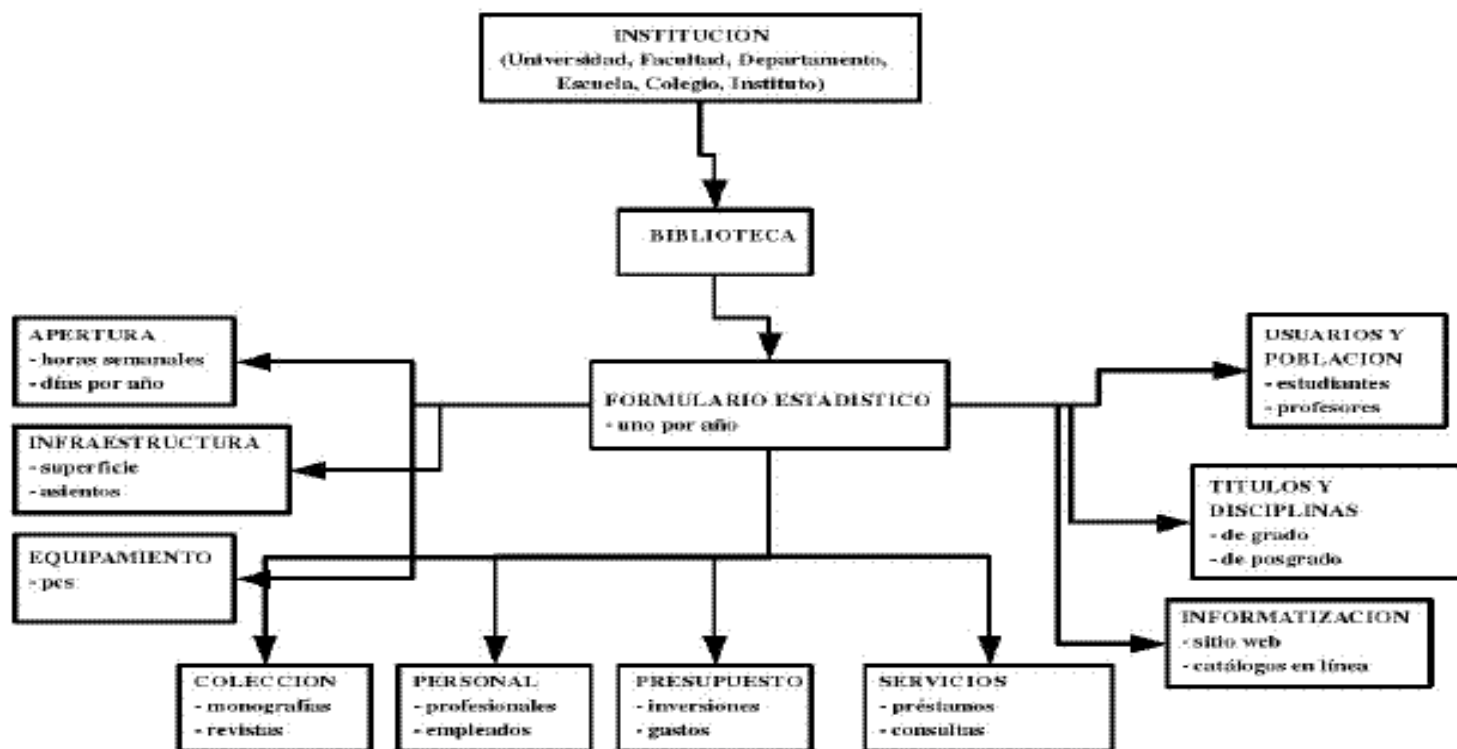 INSTITUCION
(Universidad, Facultad, Departamento,
Escuela, Colegio, Instituto)
BIBLIOTECA
APERTURA
- horas semanales
- días por año
FORMULARIO ESTADISTICO
- uno por año
USUARIOS Y
POBLACION
- estudiantes
- profesores
INFRAESTRUCTURA
- superficie
- asientos
TITULOS Y
DISCIPLINAS
- de grado
- de posgrado
EQUIPAMIENTO
- pcs
INFORMATIZACION
- sitio web
- catálogos en línea
COLECCION
- monografías
- revistas
PERSONAL
- profesionales
- empleados
PRESUPUESTO
- inversiones
- gastos
SERVICIOS
- préstamos
- consultas